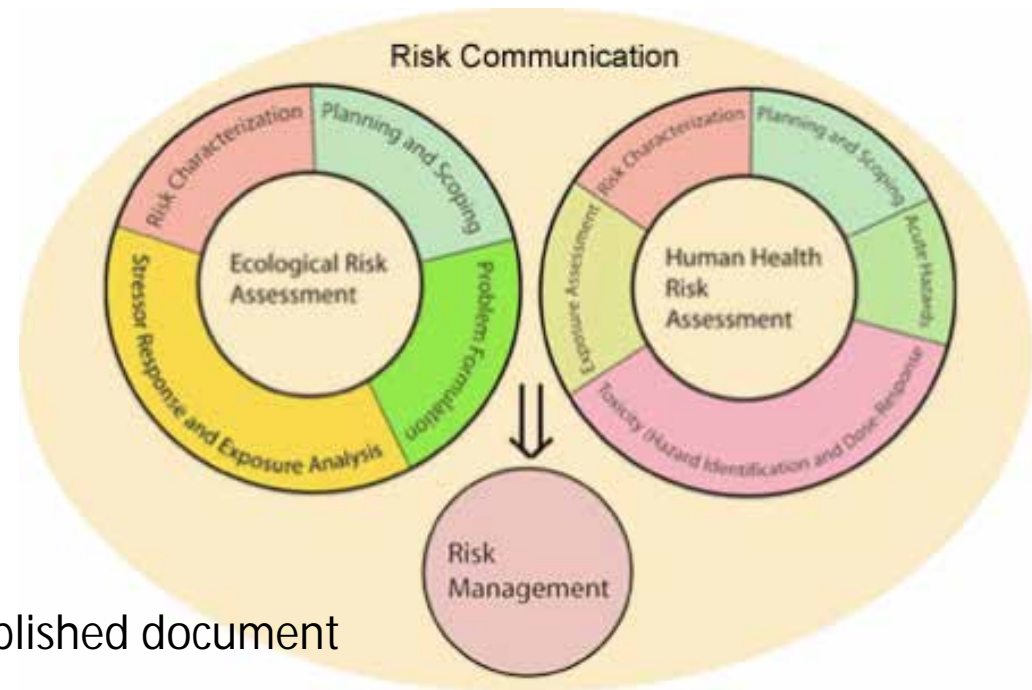 Risk Communication
Risk Characterization
Planning and Scoping
Problem Formulation
Stressor Response and Exposure Analysis
Ecological Risk
Assessment
Risk Characterization
Planning and Scoping
Acute Hazards
Toxicity (Hazard Identification and Dose-Response
Exposure Assessment
Human Health
Risk
Assessment
Risk
Management
blished document